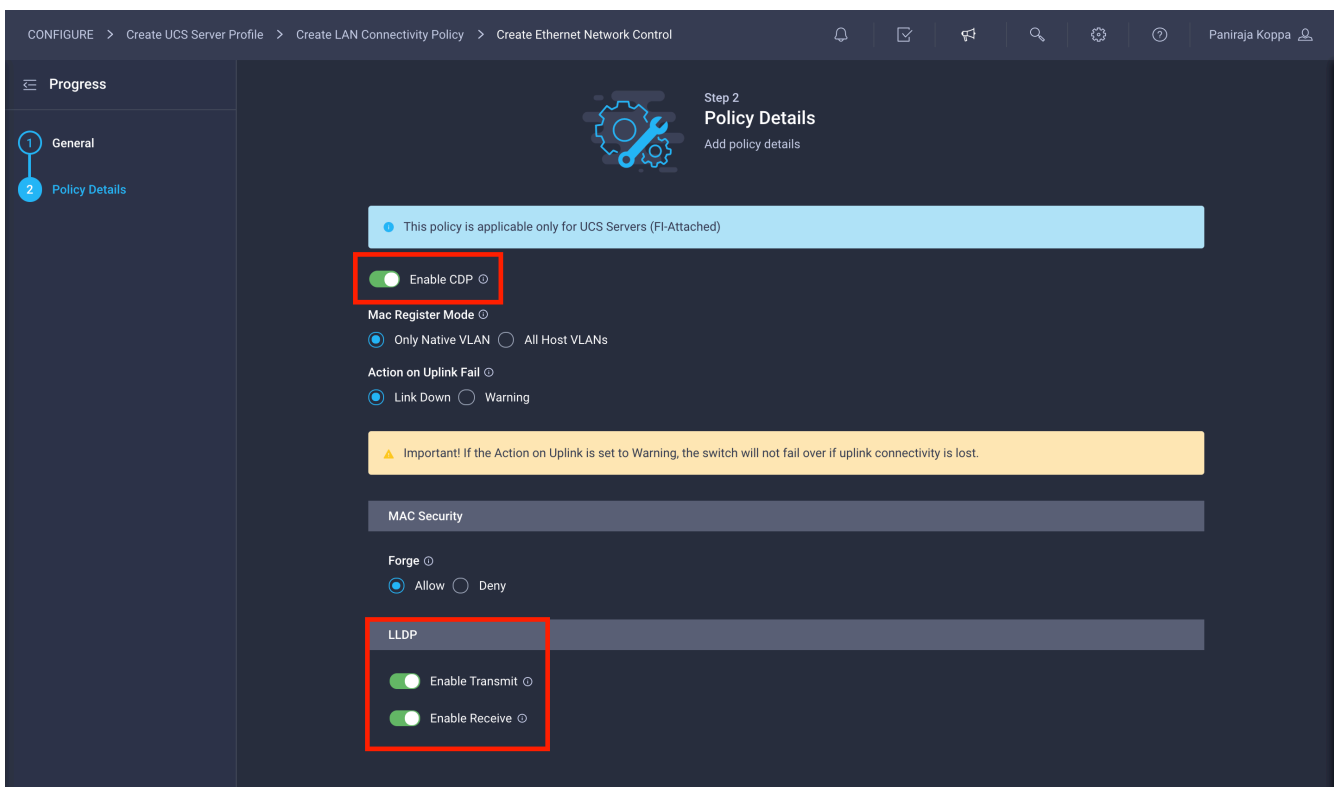 CONFIGURE > Create UCS Server Profile > Create LAN Connectivity Policy > Create Ethernet Network Control
Paniraja Koppa
Progress
1 General
2 Policy Details
Step 2
Policy Details
Add policy details
This policy is applicable only for UCS Servers (FI-Attached)
Enable CDP
Mac Register Mode
Only Native VLAN All Host VLANs
Action on Uplink Fail
Link Down Warning
Important! If the Action on Uplink is set to Warning, the switch will not fail over if uplink connectivity is lost.
MAC Security
Forge
Allow Deny
LLDP
Enable Transmit
Enable Receive